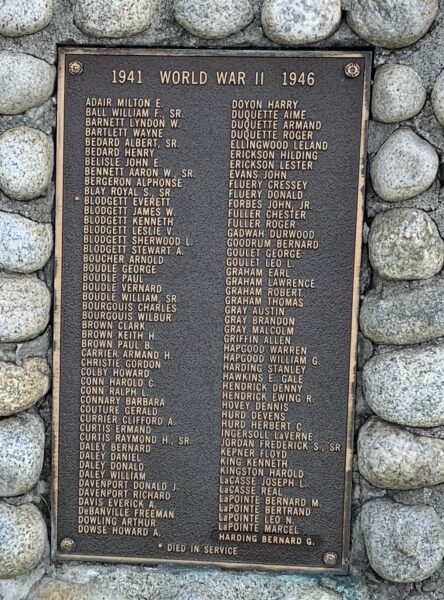 1941 WORLD WAR II 1946
ADAIR MILTON E.
BALL WILLIAM F., SR.
BARNETT LYNDON W.
BARTLETT WAYNE
BEDARD ALBERT, SR.
BEDARD HENRY
BELISLE JOHN E.
BENNETT AARON W., SR.
BERGERON ALPHONSE
BLAY ROYAL S., SR.
• BLODGETT EVERETT
BLODGETT JAMES W.
BLODGETT KENNETH
BLODGETT LESLIE V.
BLODGETT SHERWOOD L.
BLODGETT STEWART A.
BOUCHER ARNOLD
BOUDLE GEORGE
BOUDLE PAUL
BOUDLE VERNARD
BOUDLE WILLIAM, SR.
BOURGOUIS CHARLES
BOURGOUIS WILBUR
BROWN CLARK
BROWN KEITH H.
BROWN PAUL B.
CARRIER ARMAND H.
CHRISTIE GORDON
COLBY HOWARD
CONN HAROLD C.
CONN RALPH L.
CONNARY BARBARA
COUTURE GERALD
CURRIER CLIFFORD A.
CURTIS ERMAND
CURTIS RAYMOND H., SR.
DALEY BERNARD
DALEY DANA
DALEY DONALD
DALEY WILLIAM
DAVENPORT DONALD J.
DAVENPORT RICHARD
DAVIS EVERICK A.
DeBANVILLE FREEMAN
DOWLING ARTHUR
DOWSE HOWARD A.
DOYON HARRY
DUQUETTE AIME
DUQUETTE ARMAND
DUQUETTE ROGER
ELLINGWOOD LELAND
ERICKSON HILDING
ERICKSON LESTER
EVANS JOHN
FLUERY CRESSEY
FLUERY DONALD
FORBES JOHN, JR.
FULLER CHESTER
FULLER ROGER
GADWAH DURWOOD
GOODRUM BERNARD
GOULET GEORGE
GOULET LEO L.
GRAHAM EARL
GRAHAM LAWRENCE
GRAHAM ROBERT
GRAHAM THOMAS
GRAY AUSTIN
GRAY BRANDON
GRAY MALCOLM
GRIFFIN ALLEN
HAPGOOD WARREN
HAPGOOD WILLIAM G.
HARDING STANLEY
HAWKINS E. GALE
HENDRICK DENNY
HENDRICK EWING R.
HOVEY DENNIS
HURD DEVENS
HURD HERBERT C.
INGERSOLL LaVERNE
JORDAN FREDERICK S., SR.
KEPNER FLOYD
KING KENNETH
KINGSTON HAROLD
LaCASSE JOSEPH L.
LaCASSE REAL
LaPOINTE BERNARD M.
LaPOINTE BERTRAND
LaPOINTE LEO N.
LaPOINTE MARCEL
HARDING BERNARD G.
• DIED IN SERVICE